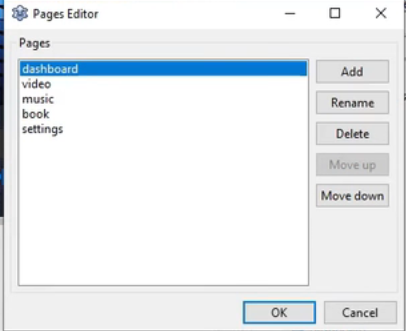 Pages Editor
Pages
dashboard
video
music
book
settings
Add
Rename
Delete
Move up
Move down
OK
Cancel